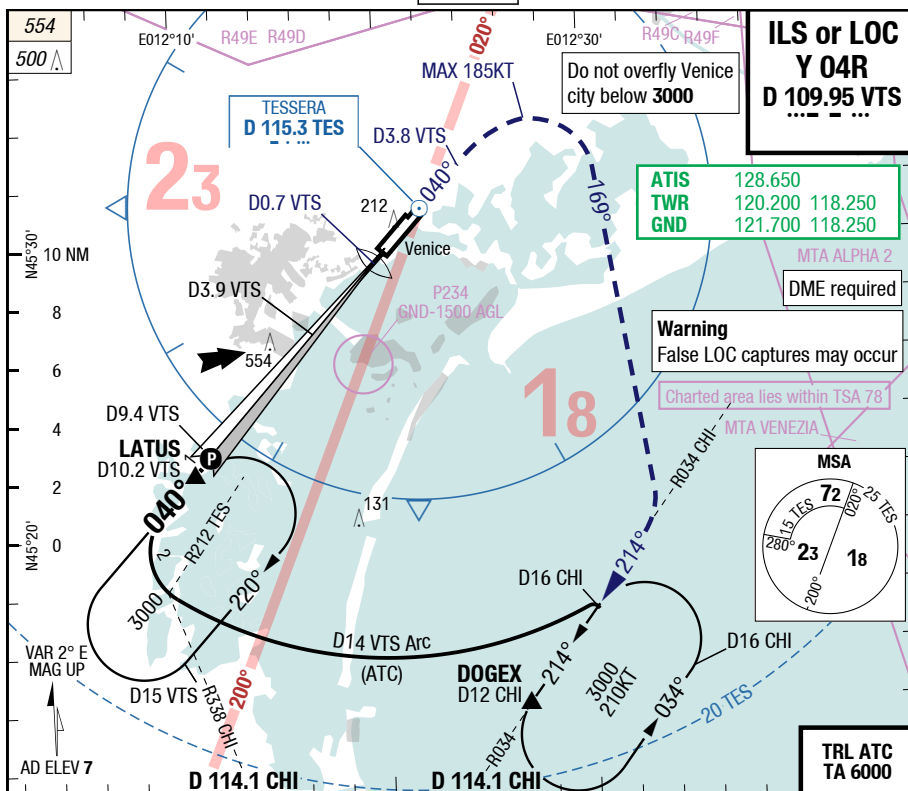 554
500
E012°10'
R49E R49D
020°
E012°30'
R49C R49F
ILS or LOC
Y 04R
D 109.95 VTS
MAX 185KT
Do not overfly Venice
city below 3000
TESSERA
D 115.3 TES
D3.8 VTS
040°
23
169°
ATIS 128.650
TWR 120.200 118.250
GND 121.700 118.250
D0.7 VTS
212
Venice
N45°30'
10 NM
MTA ALPHA 2
DME required
D3.9 VTS
P234
GND-1500 AGL
8
Warning
False LOC captures may occur
554
6
18
Charted area lies within TSA 78
MTA VENEZIA
D9.4 VTS
4
LATUS
D10.2 VTS
P
R034 CHI
MSA
72
020°
25 TES
15 TES
280°
23
18
200°
2
040°
131
R212 TES
N45°20'
0
2
214°
D16 CHI
3000
220°
D14 VTS Arc
(ATC)
214°
DOGEX
D12 CHI
3000
210KT
D16 CHI
034°
VAR 2° E
MAG UP
D15 VTS
R338 CHI
200°
R034
20 TES
AD ELEV 7
D 114.1 CHI
D 114.1 CHI
TRL ATC
TA 6000